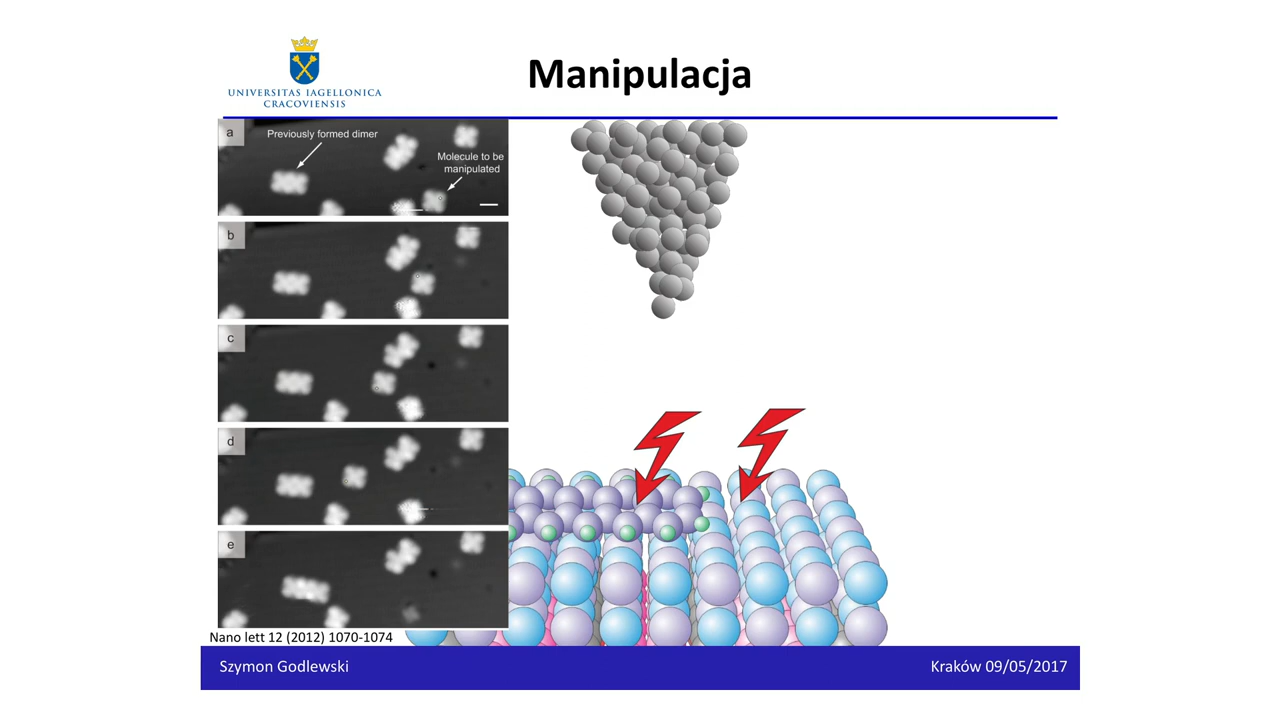 UNIVERSITAS IAGELLONICA
CRACOVIENSIS
Manipulacja
a
Previously formed dimer
Molecule to be
manipulated
b
c
d
e
Nano lett 12 (2012) 1070-1074
Szymon Godlewski
Kraków 09/05/2017